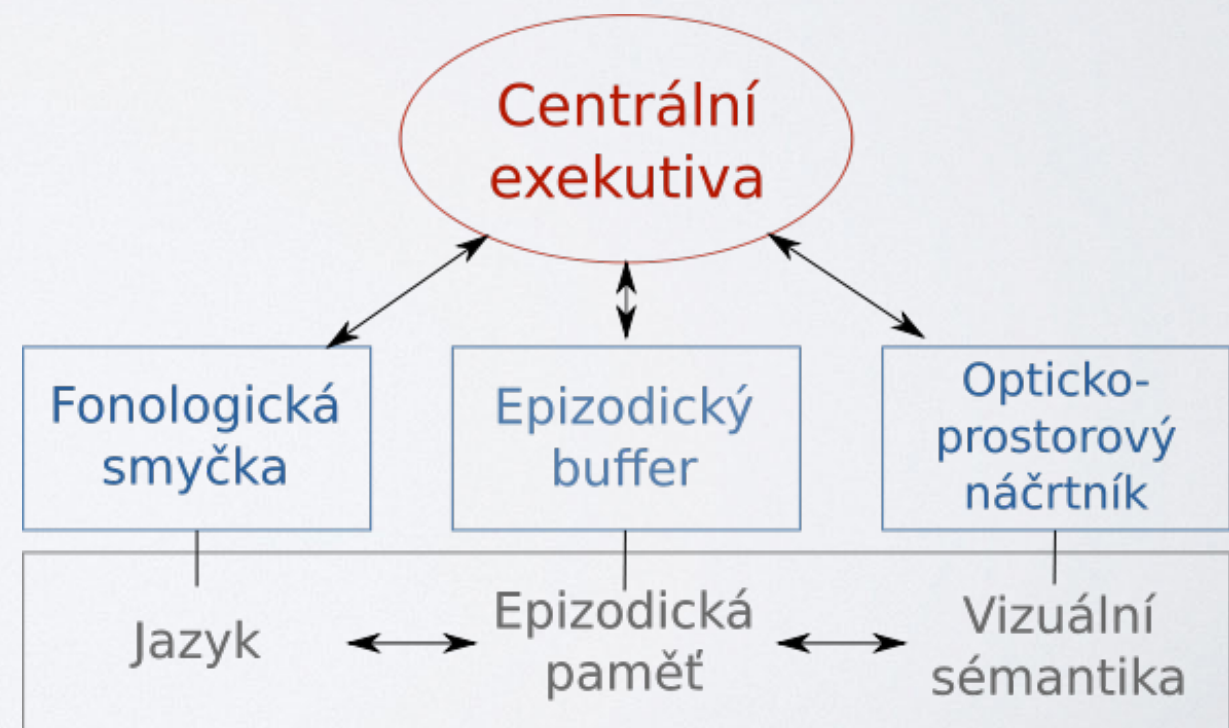 Centrální
exekutiva
Fonologická
smyčka
Epizodický
buffer
Opticko-
prostorový
náčrtník
Jazyk
Epizodická
paměť
Vizuální
sémantika